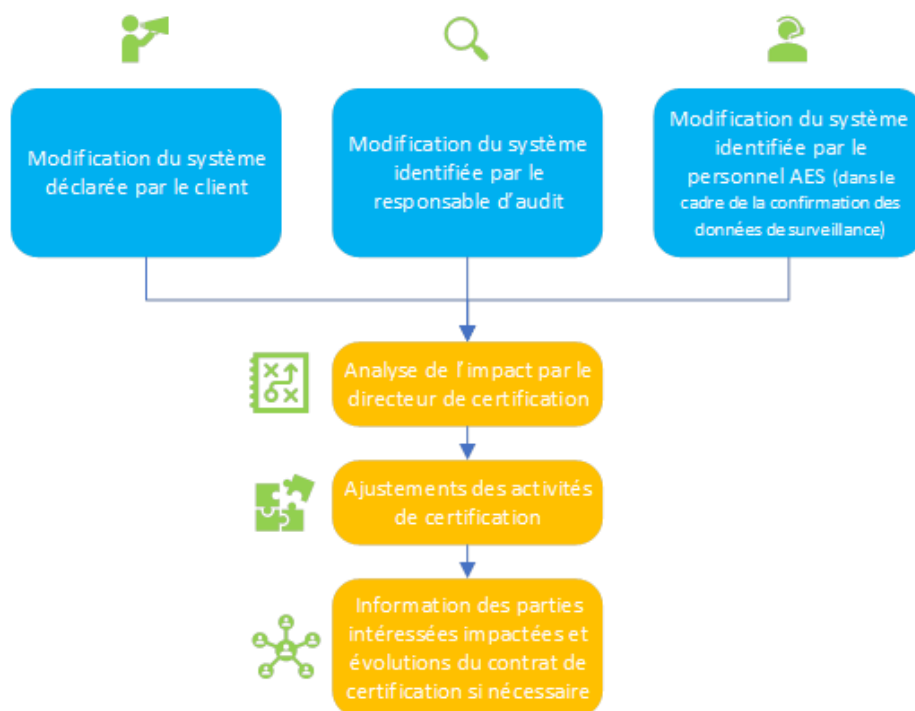 Modification du système
déclarée par le client
Modification du système
identifiée par le
responsable d'audit
Modification du système
identifiée par le
personnel AES (dans le
cadre de la confirmation des
données de surveillance)
Analyse de l'impact par le
directeur de certification
Ajustements des activités
de certification
Information des parties
intéressées impactées et
évolutions du contrat de
certification si nécessaire